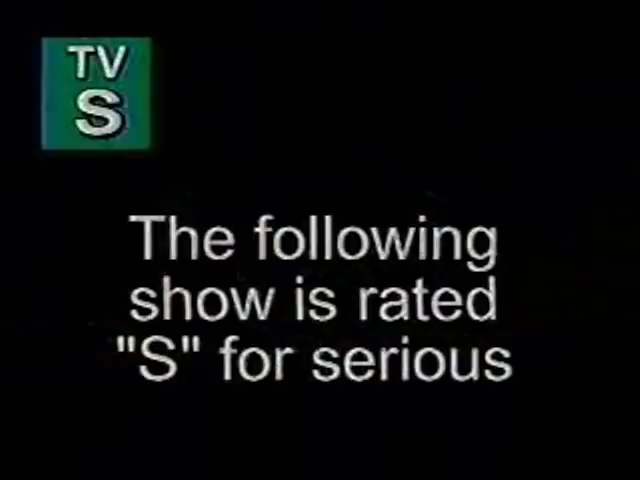 TV
S
The following
show is rated
"S" for serious